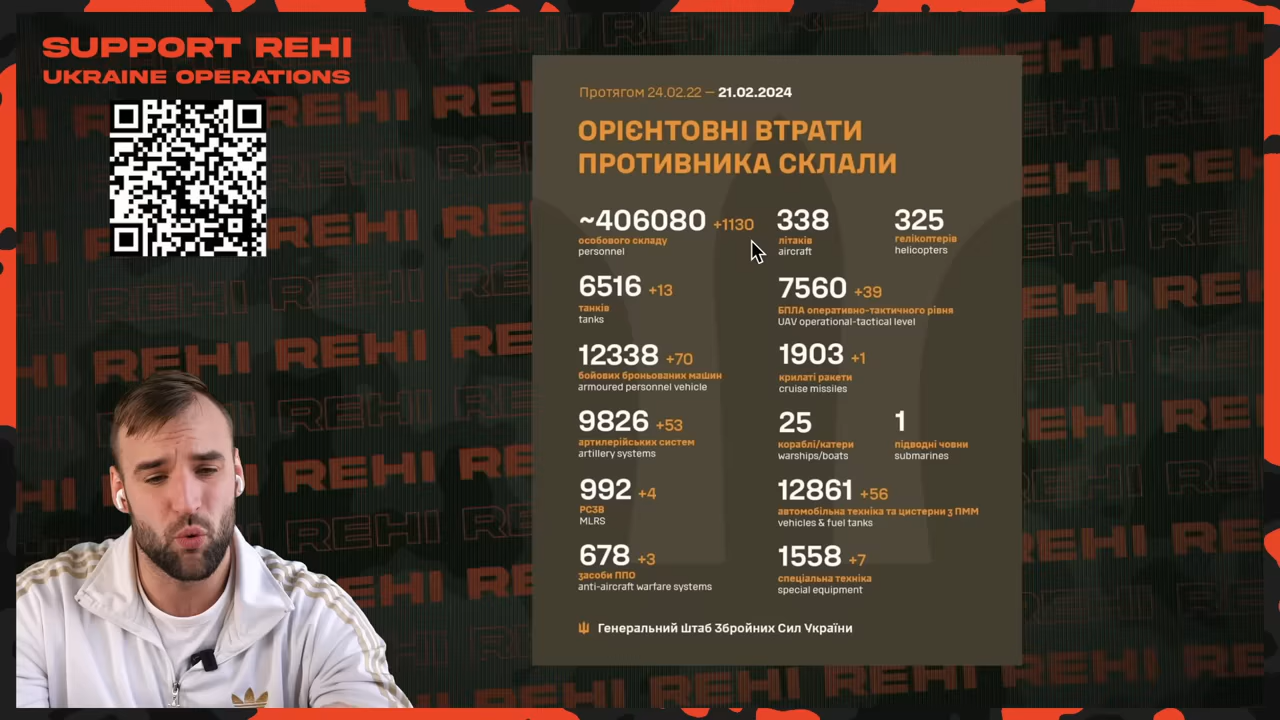 SUPPORT REHI
UKRAINE OPERATIONS
Протягом 24.02.22 — 21.02.2024
ОРІЄНТОВНІ ВТРАТИ
ПРОТИВНИКА СКЛАЛИ
~406080 +1130
особового складу
personnel
338
літаків
aircraft
325
гелікоптерів
helicopters
6516 +13
танків
tanks
7560 +39
БПЛА оперативно-тактичного рівня
UAV operational-tactical level
12338 +70
бойових броньованих машин
armoured personnel vehicle
1903 +1
крилаті ракети
cruise missiles
9826 +53
артилерійських систем
artillery systems
25
кораблі/катери
warships/boats
1
підводні човни
submarines
992 +4
РСЗВ
MLRS
12861 +56
автомобільна техніка та цистерни з ПММ
vehicles & fuel tanks
678 +3
засоби ППО
anti-aircraft warfare systems
1558 +7
спеціальна техніка
special equipment
Генеральний Штаб Збройних Сил України